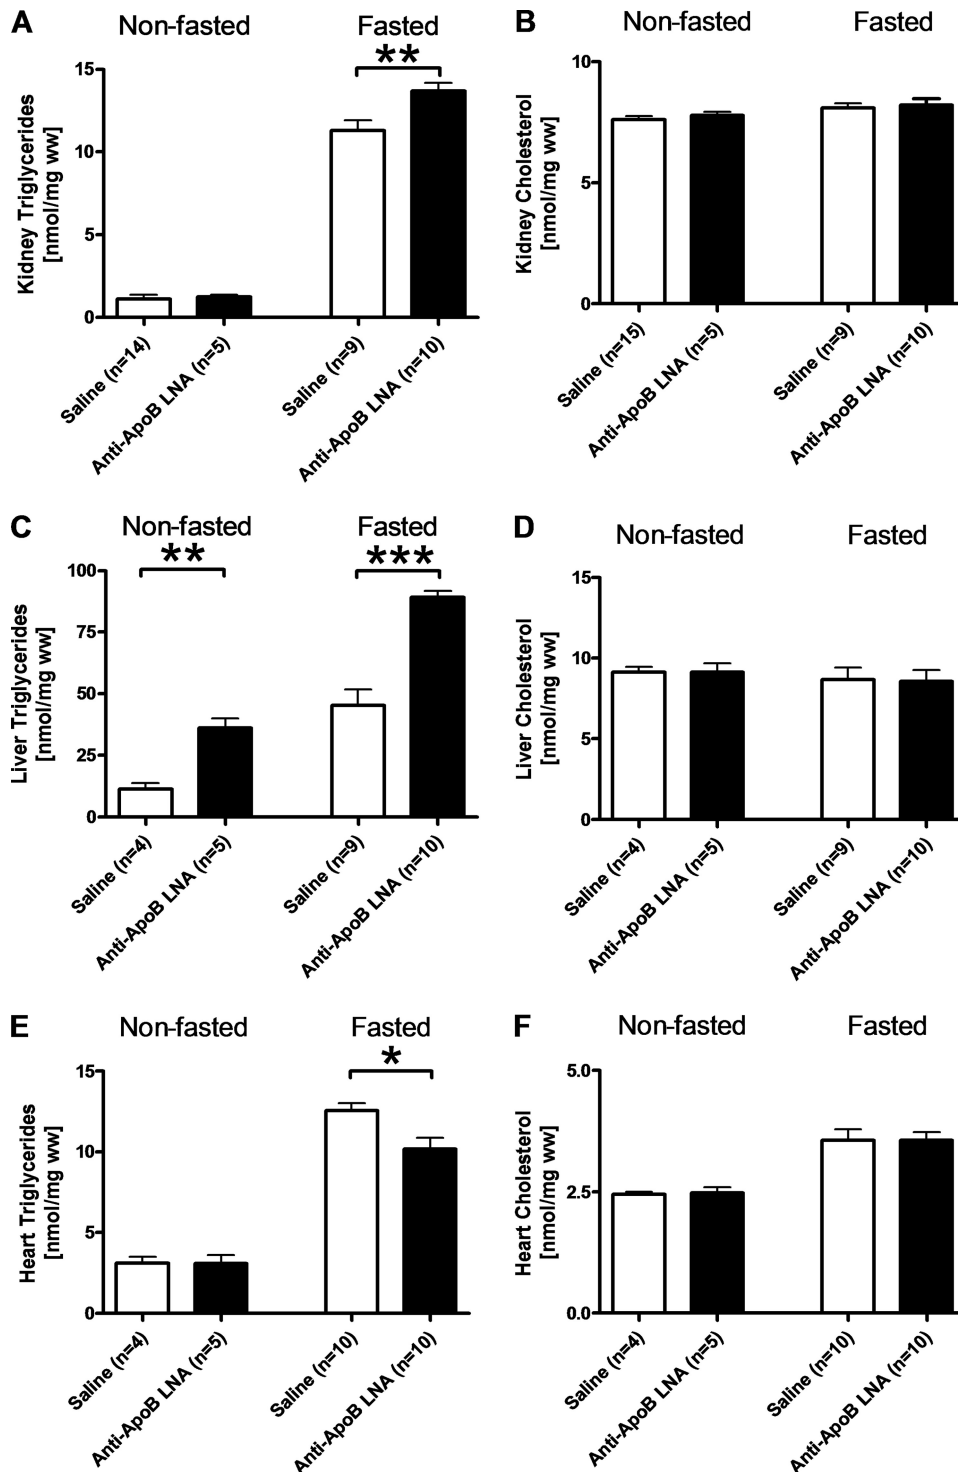 A
Non-fasted
Fasted
**
Kidney Triglycerides
[nmol/mg ww]
15
10
5
0
Saline (n=14)
Anti-ApoB LNA (n=5)
Saline (n=9)
Anti-ApoB LNA (n=10)
B
Non-fasted
Fasted
Kidney Cholesterol
[nmol/mg ww]
10
5
0
Saline (n=15)
Anti-ApoB LNA (n=5)
Saline (n=9)
Anti-ApoB LNA (n=10)
C
Non-fasted
Fasted
**
***
Liver Triglycerides
[nmol/mg ww]
100
75
50
25
0
Saline (n=4)
Anti-ApoB LNA (n=5)
Saline (n=9)
Anti-ApoB LNA (n=10)
D
Non-fasted
Fasted
Liver Cholesterol
[nmol/mg ww]
15
10
5
0
Saline (n=4)
Anti-ApoB LNA (n=5)
Saline (n=9)
Anti-ApoB LNA (n=10)
E
Non-fasted
Fasted
*
Heart Triglycerides
[nmol/mg ww]
15
10
5
0
Saline (n=4)
Anti-ApoB LNA (n=5)
Saline (n=10)
Anti-ApoB LNA (n=10)
F
Non-fasted
Fasted
Heart Cholesterol
[nmol/mg ww]
5.0
2.5
0.0
Saline (n=4)
Anti-ApoB LNA (n=5)
Saline (n=10)
Anti-ApoB LNA (n=10)